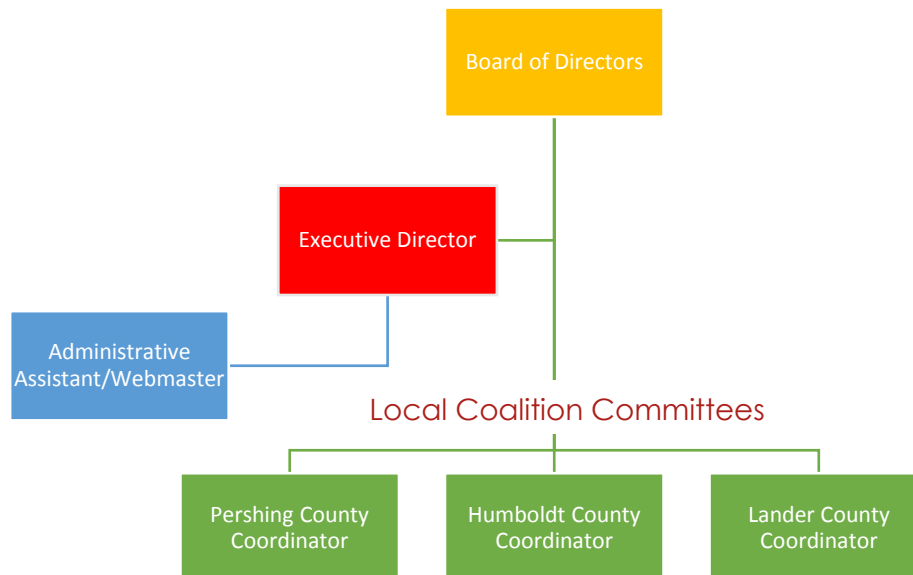 Board of Directors
Executive Director
Administrative
Assistant/Webmaster
Local Coalition Committees
Pershing County
Coordinator
Humboldt County
Coordinator
Lander County
Coordinator